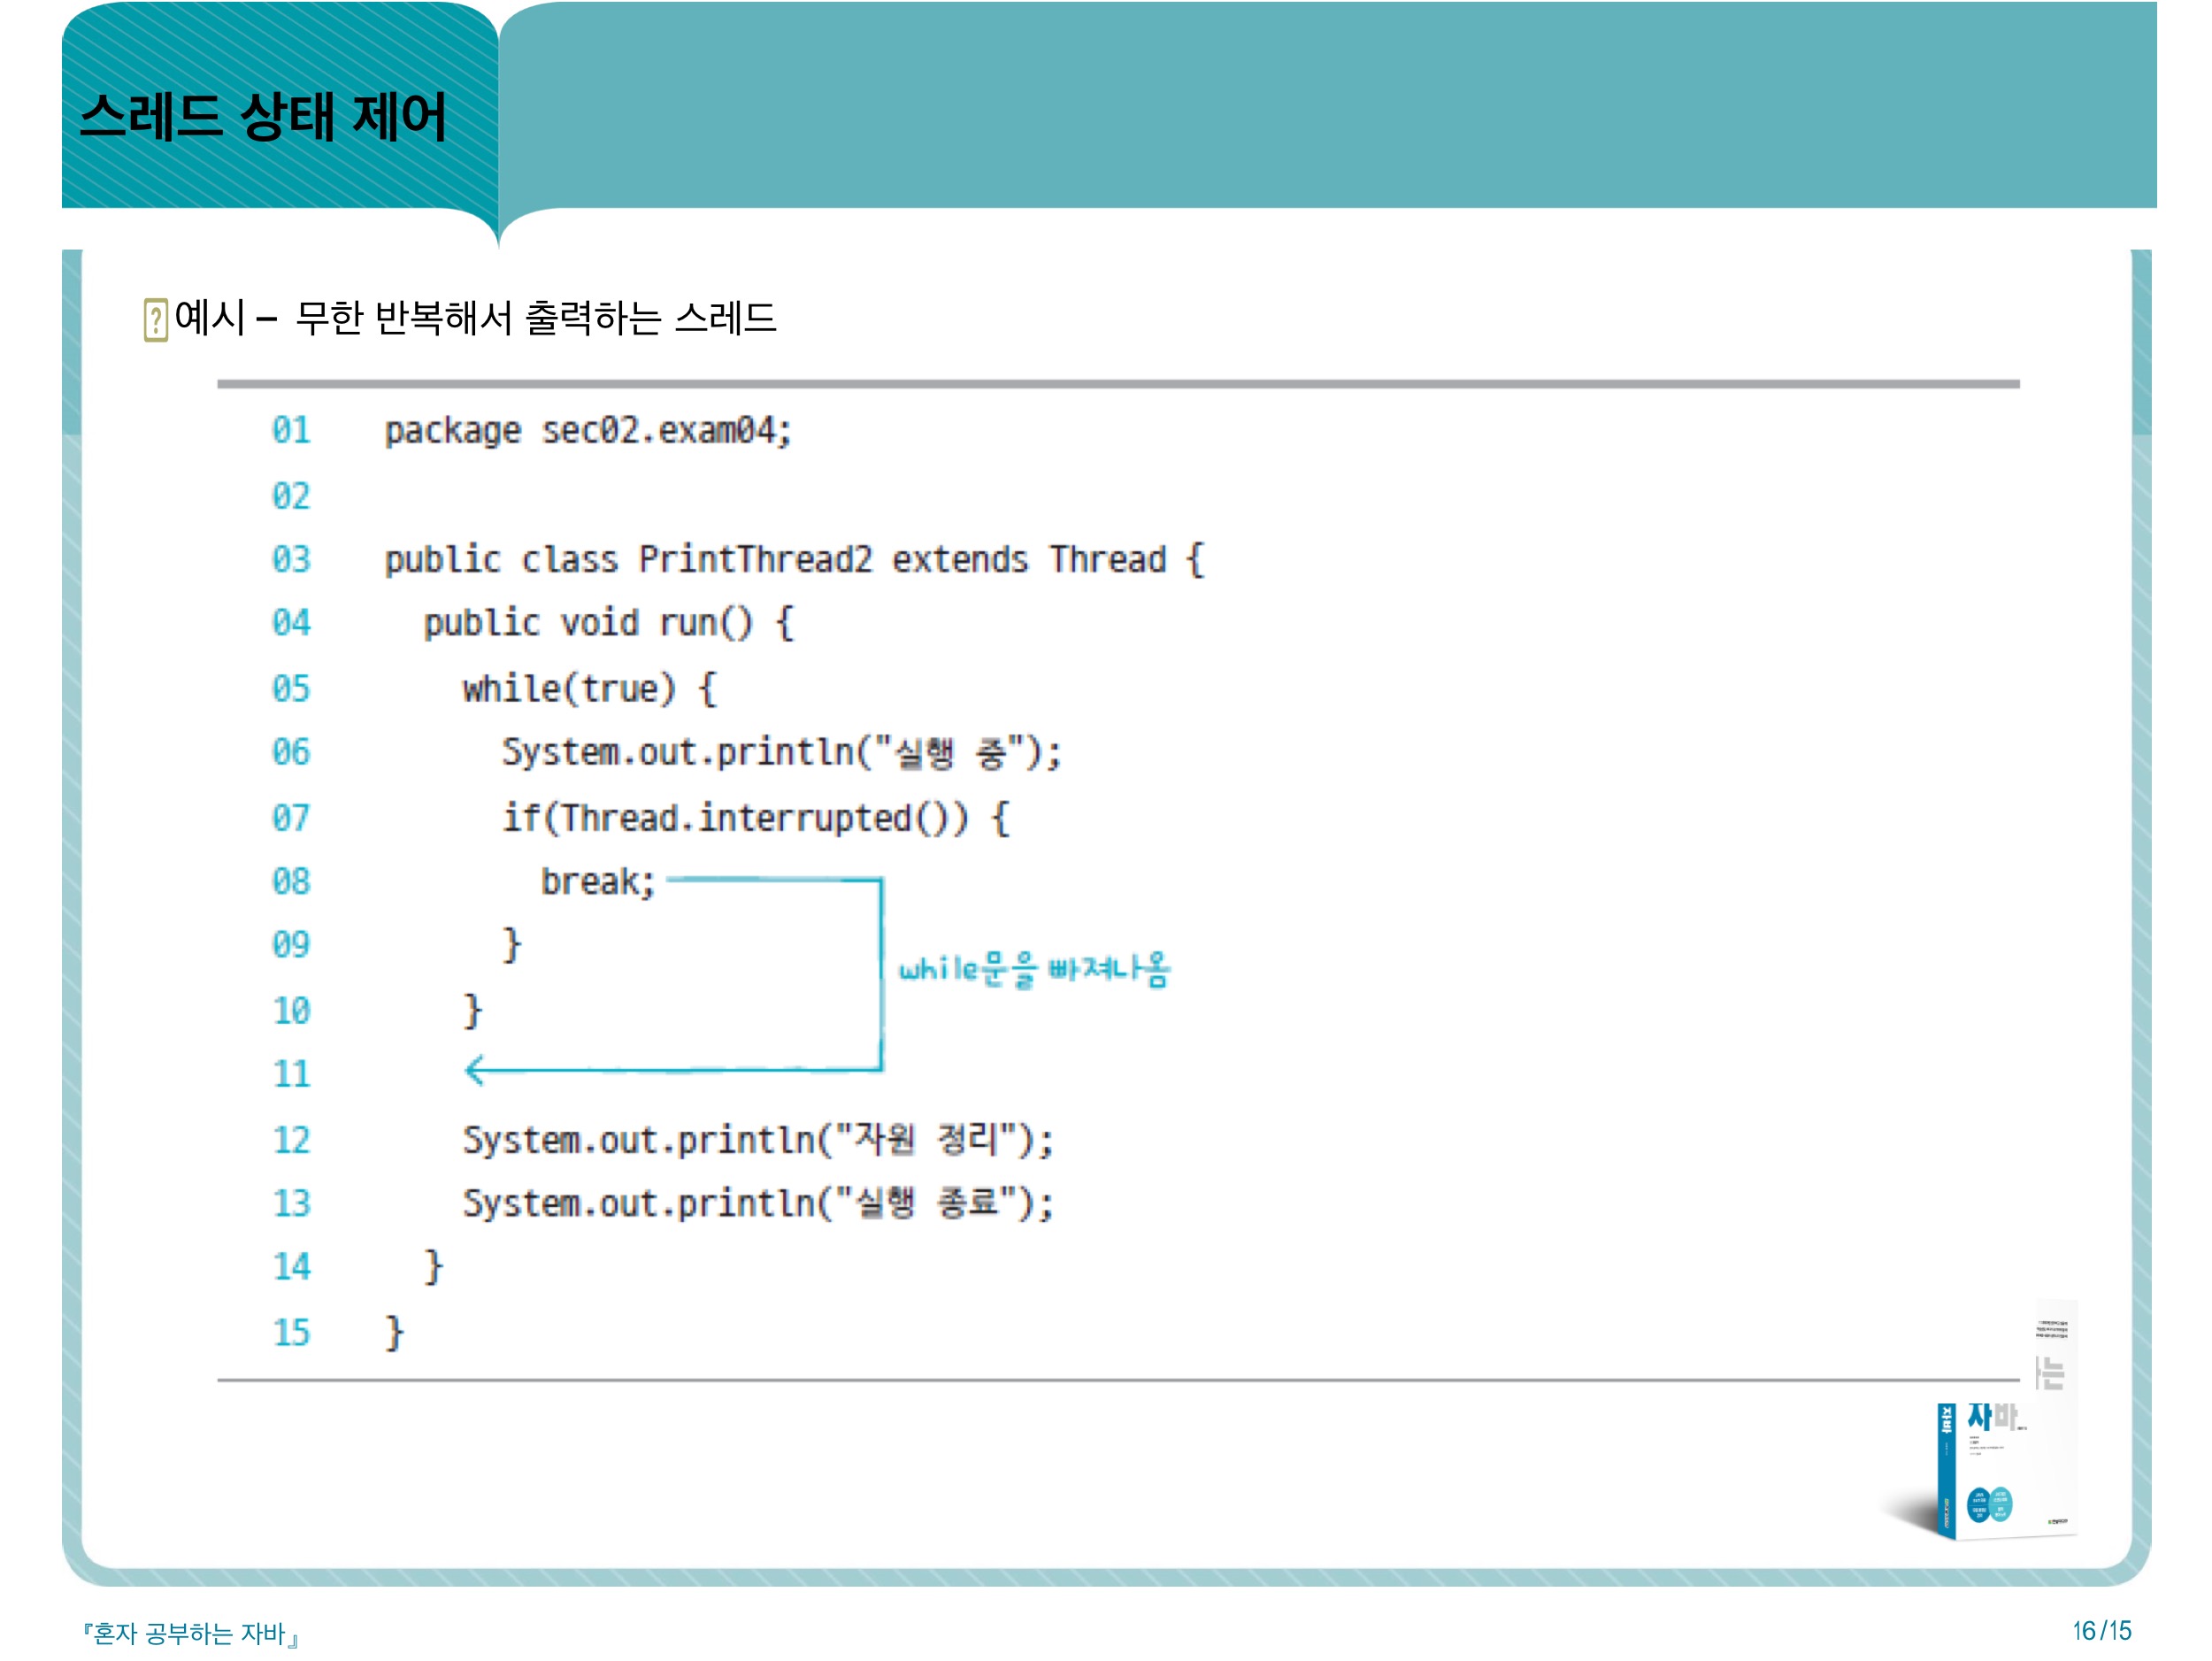 스레드 상태 제어
예시 – 무한 반복해서 출력하는 스레드
01 package sec02.exam04;
02
03 public class PrintThread2 extends Thread {
04 public void run() {
05 while(true) {
06 System.out.println("실행 중");
07 if(Thread.interrupted()) {
08 break;
09 }
while문을 빠져나옴
10 }
11
12 System.out.println("자원 정리");
13 System.out.println("실행 종료");
14 }
15 }
는
자바
자바
『혼자 공부하는 자바』
16/15